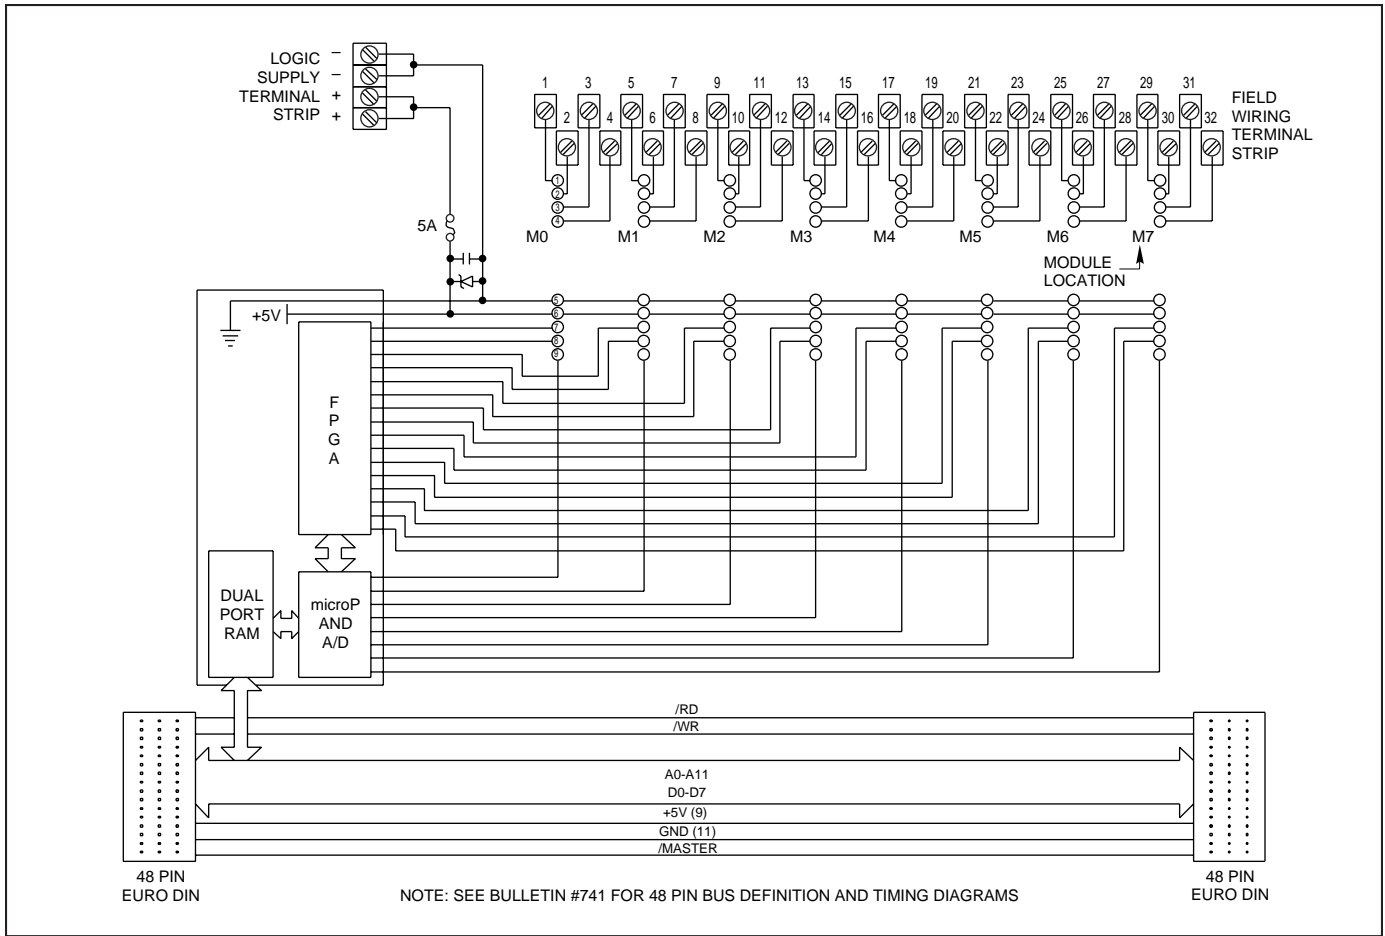 LOGIC –
SUPPLY –
TERMINAL +
STRIP +
1 3 5 7 9 11 13 15 17 19 21 23 25 27 29 31
2 4 6 8 10 12 14 16 18 20 22 24 26 28 30 32
FIELD
WIRING
TERMINAL
STRIP
1
2
3
4
5A
M0 M1 M2 M3 M4 M5 M6 M7
MODULE
LOCATION
+5V
5
6
7
8
9
F
P
G
A
DUAL
PORT
RAM
microP
AND
A/D
/RD
/WR
A0-A11
D0-D7
+5V (9)
GND (11)
/MASTER
48 PIN
EURO DIN
48 PIN
EURO DIN
NOTE: SEE BULLETIN #741 FOR 48 PIN BUS DEFINITION AND TIMING DIAGRAMS